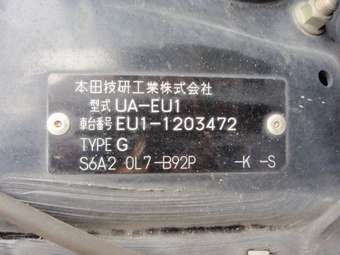 本田技研工業株式会社
型式 UA-EU1
車台番号 EU1-1203472
TYPE G
S6A2 0L7-B92P -K -S